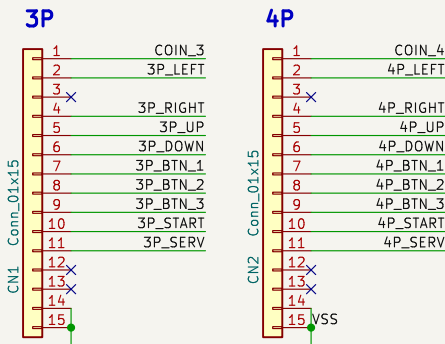 3P
1 COIN_3
2 3P_LEFT
3
4 3P_RIGHT
5 3P_UP
6 3P_DOWN
7 3P_BTN_1
8 3P_BTN_2
9 3P_BTN_3
10 3P_START
11 3P_SERV
12
13
14
15
Conn_01x15
CN1
4P
1 COIN_4
2 4P_LEFT
3
4 4P_RIGHT
5 4P_UP
6 4P_DOWN
7 4P_BTN_1
8 4P_BTN_2
9 4P_BTN_3
10 4P_START
11 4P_SERV
12
13
14
15 VSS
Conn_01x15
CN2